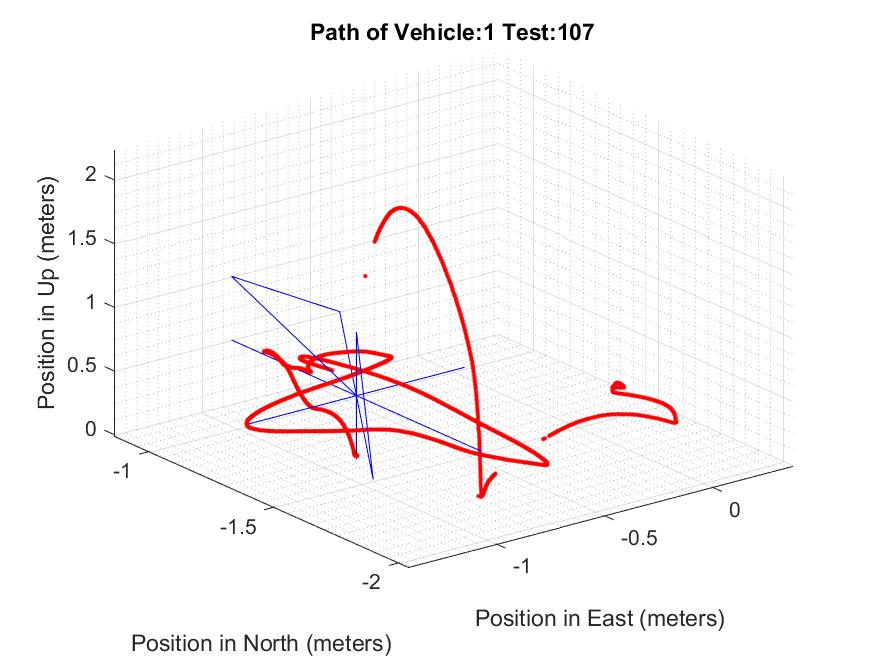 Path of Vehicle:1 Test:107
Position in Up (meters)
2
1.5
1
0.5
0
-1
-1.5
-2
-1
-0.5
0
Position in North (meters)
Position in East (meters)